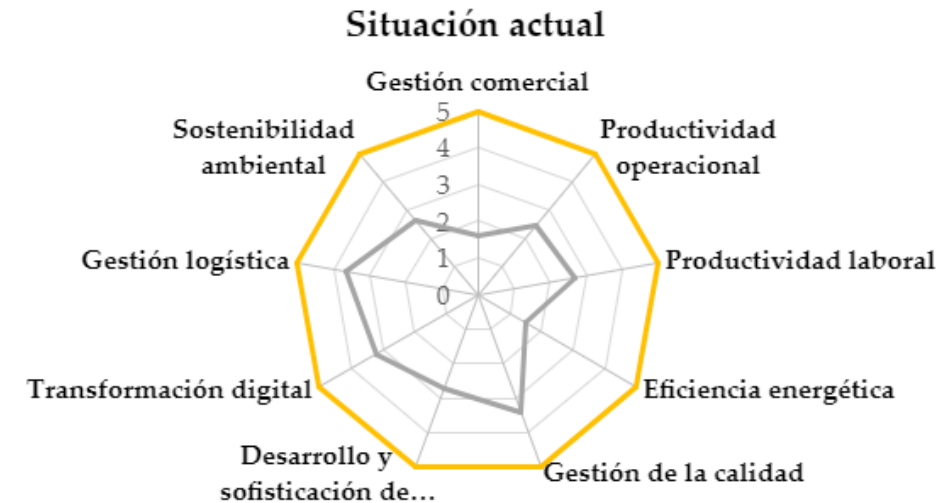 Situación actual
Gestión comercial
5
4
3
2
1
0
Productividad
operacional
Productividad laboral
Eficiencia energética
Gestión de la calidad
Desarrollo y
sofisticación de...
Transformación digital
Gestión logística
Sostenibilidad
ambiental